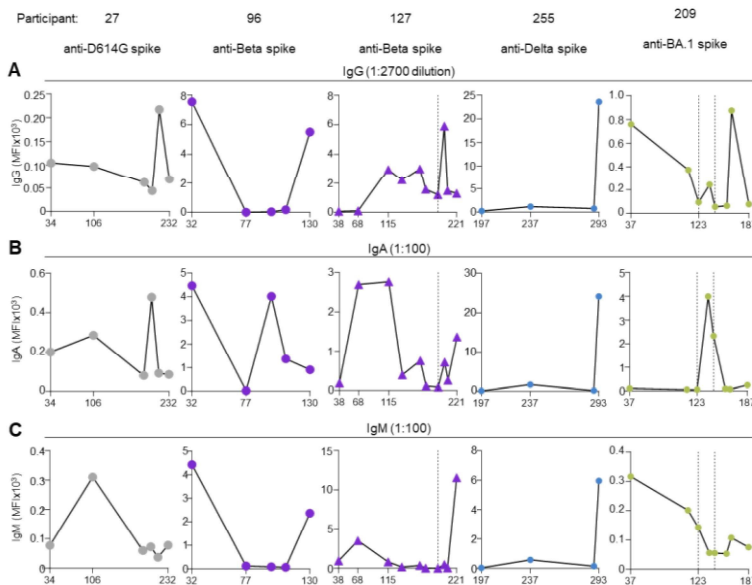 Participant: 27 96 127 255 209
anti-D614G spike anti-Beta spike anti-Beta spike anti-Delta spike anti-BA.1 spike
A IgG (1:2700 dilution)
IgG (MFIx10³)
0.25 8 8 25 1.0
0.20 6 6 20 0.8
0.15 15 0.6
0.10 4 4 10 0.4
0.05 2 2 5 0.2
0.00 0 0 0 0.0
34 106 232 32 77 130 38 68 115 221 197 237 293 37 123 187
B IgA (1:100)
IgA (MFIx10³)
0.6 5 3 30 5
4 4
0.4 3 2 20 3
0.2 2 1 10 2
1 1
0.0 0 0 0 0
34 106 232 32 77 130 38 68 115 221 197 237 293 37 123 187
C IgM (1:100)
IgM (MFIx10³)
0.4 5 15 8 0.4
0.3 4 6 0.3
3 10
0.2 4 0.2
2 5
0.1 1 2 0.1
0.0 0 0 0 0.0
34 106 232 32 77 130 38 68 115 221 197 237 293 37 123 187